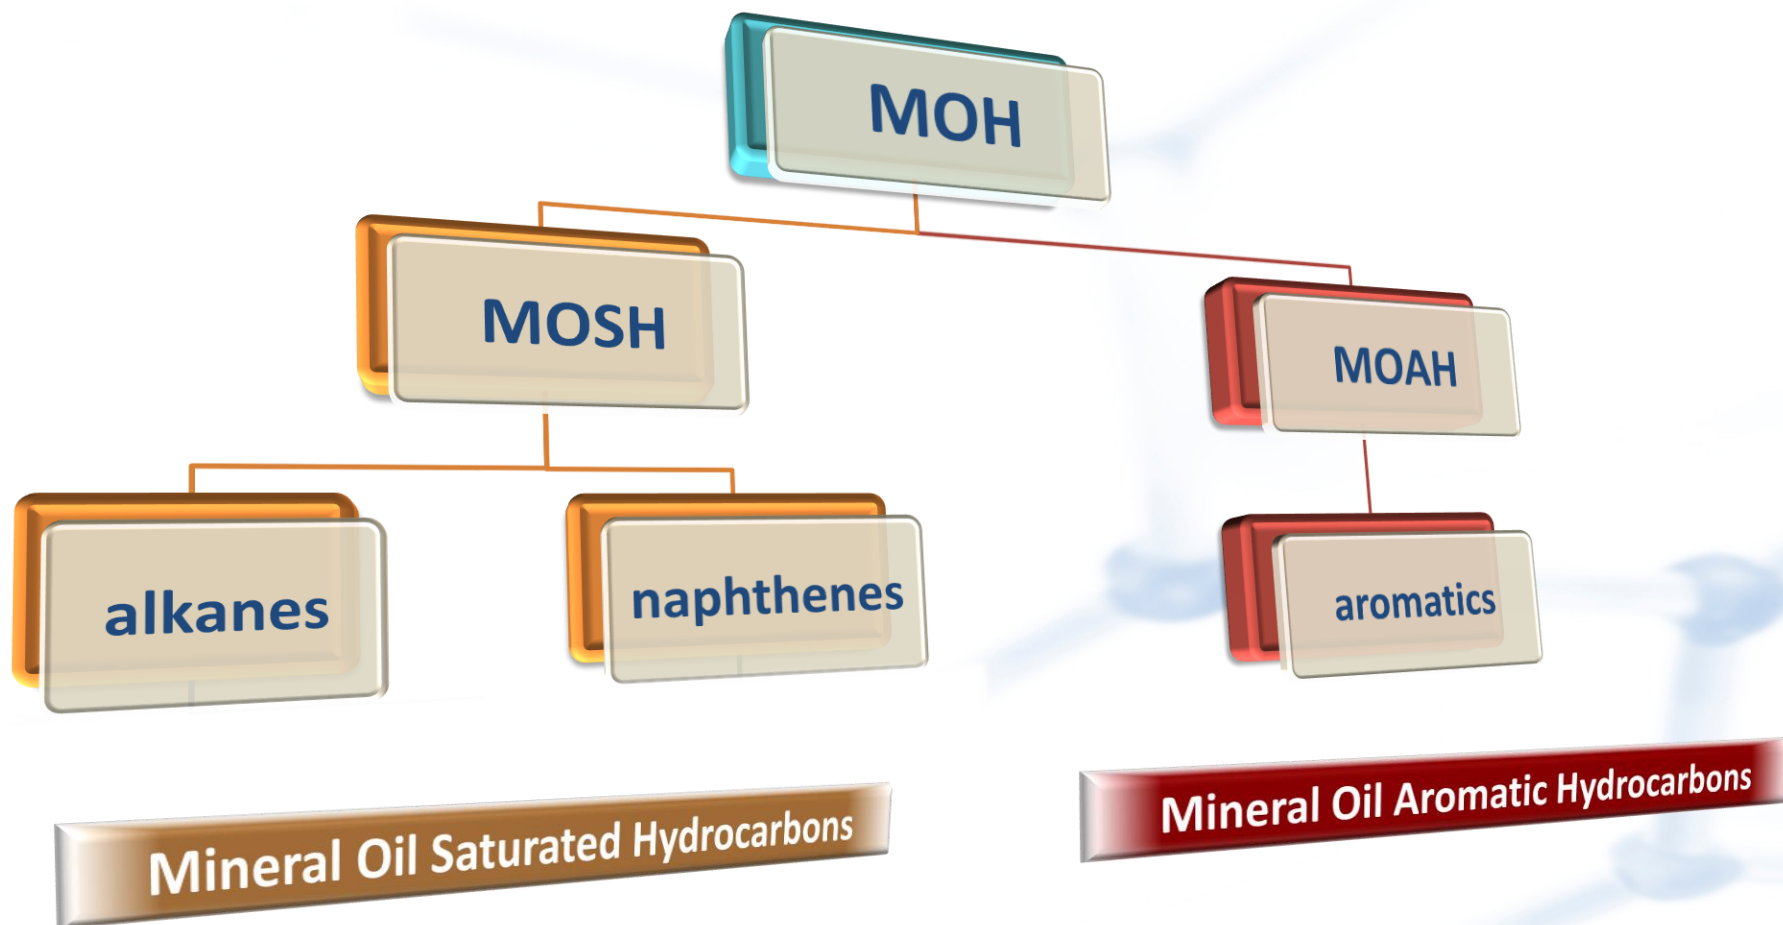 MOH
MOSH
MOAH
alkanes
naphthenes
aromatics
Mineral Oil Saturated Hydrocarbons
Mineral Oil Aromatic Hydrocarbons